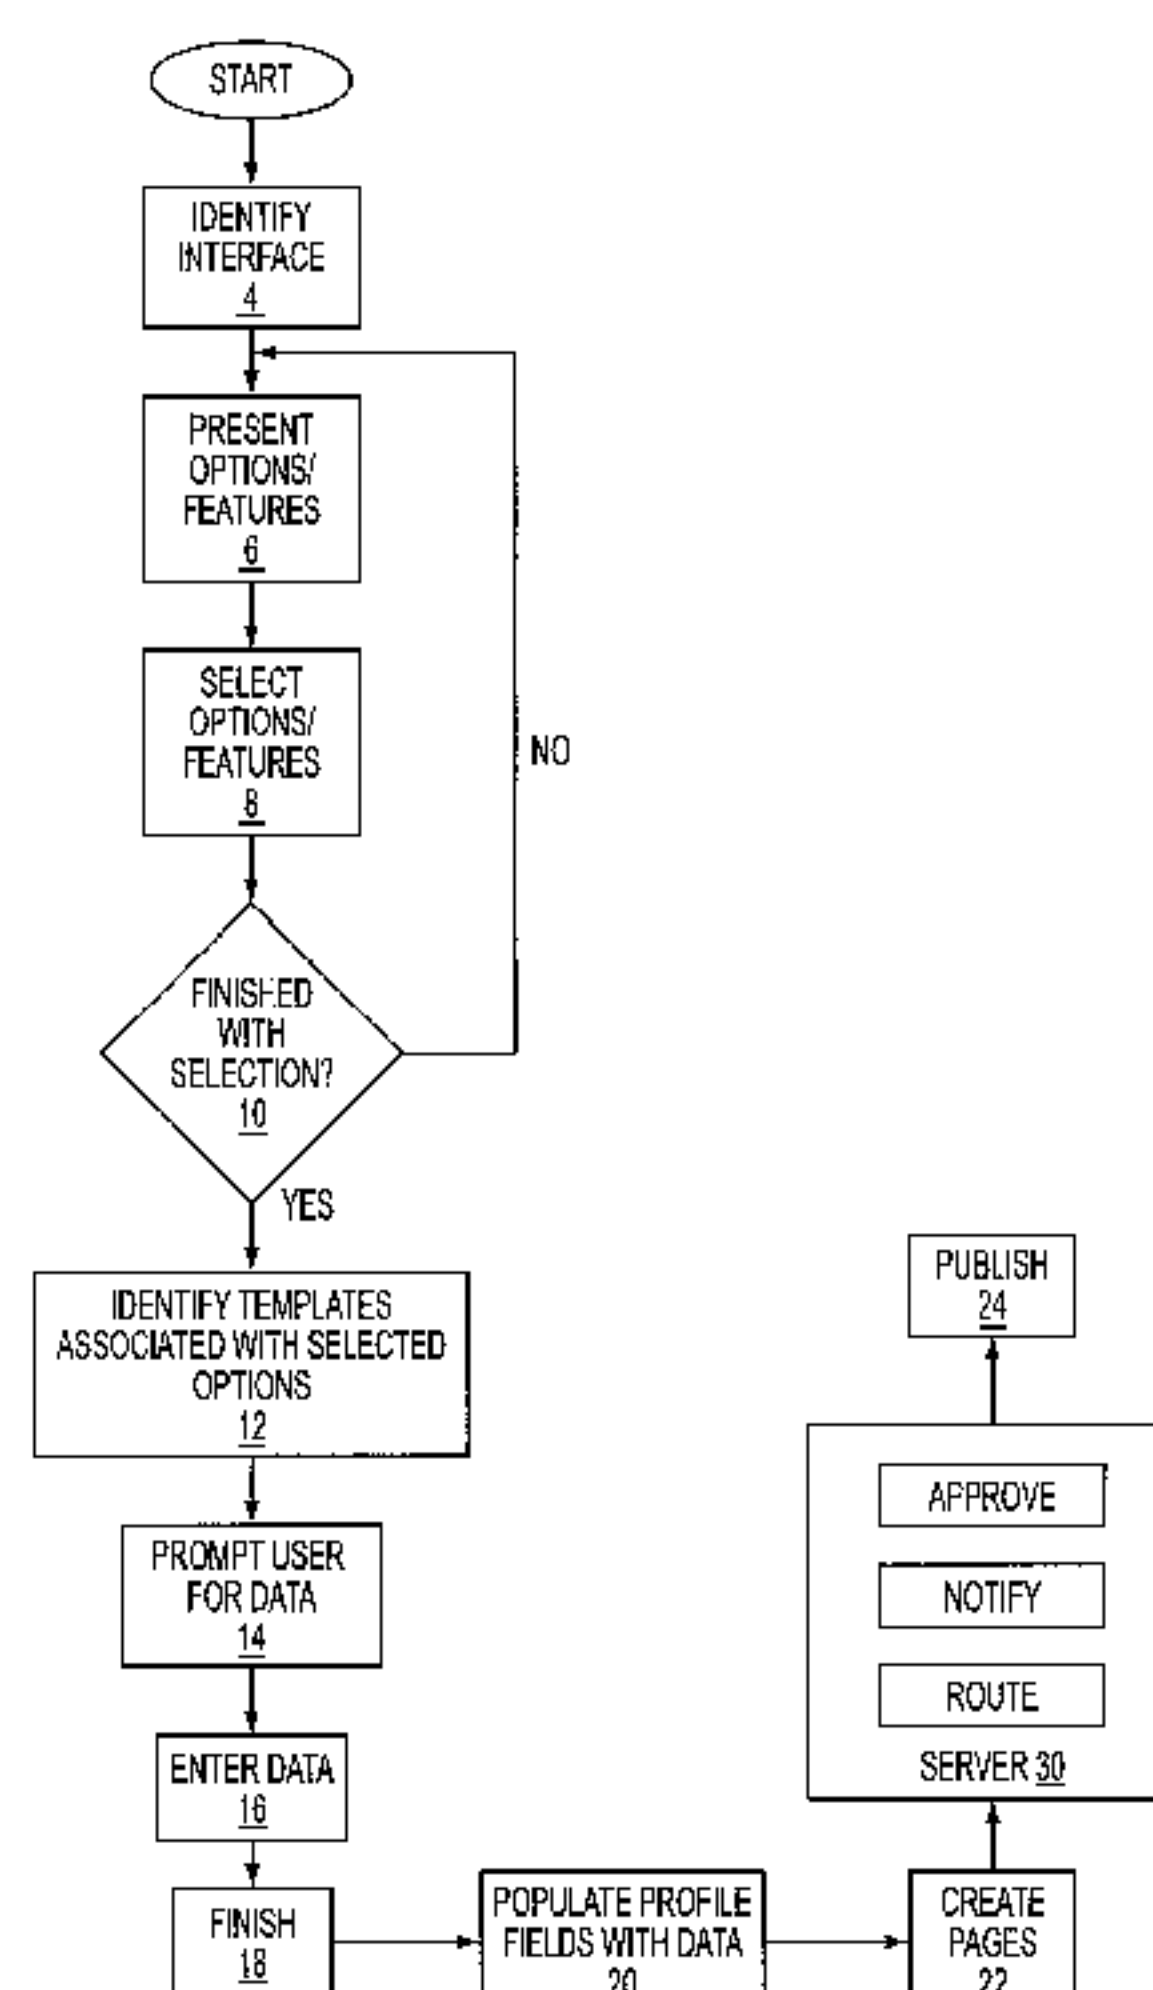 START
IDENTIFY
INTERFACE
4
PRESENT
OPTIONS/
FEATURES
6
SELECT
OPTIONS/
FEATURES
8
NO
FINISHED
WITH
SELECTION?
10
YES
IDENTIFY TEMPLATES
ASSOCIATED WITH SELECTED
OPTIONS
12
PROMPT USER
FOR DATA
14
ENTER DATA
16
FINISH
18
POPULATE PROFILE
FIELDS WITH DATA
20
CREATE
PAGES
22
PUBLISH
24
APPROVE
NOTIFY
ROUTE
SERVER 30